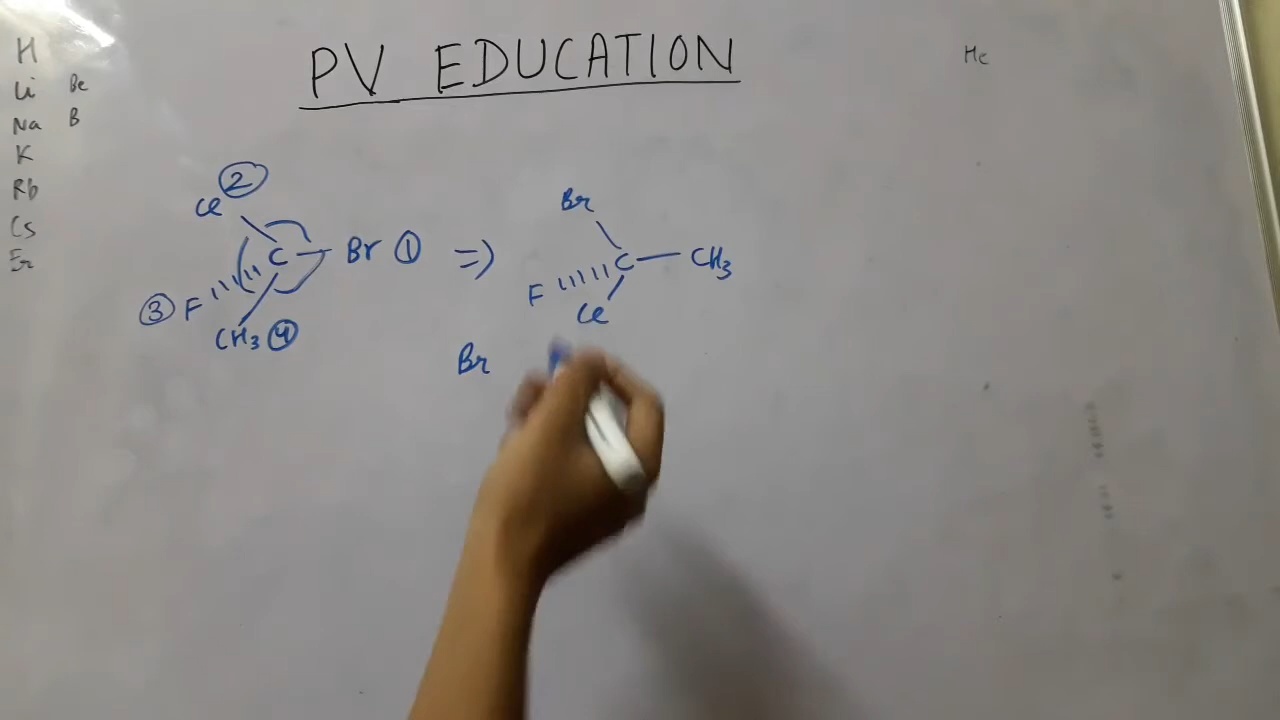 PV EDUCATION
H
Li Be
Na B
K
Rb
Cs
He
Cl 2
C Br 1
3 F
CH3 4
=>
Br
C CH3
F
Cl
Br